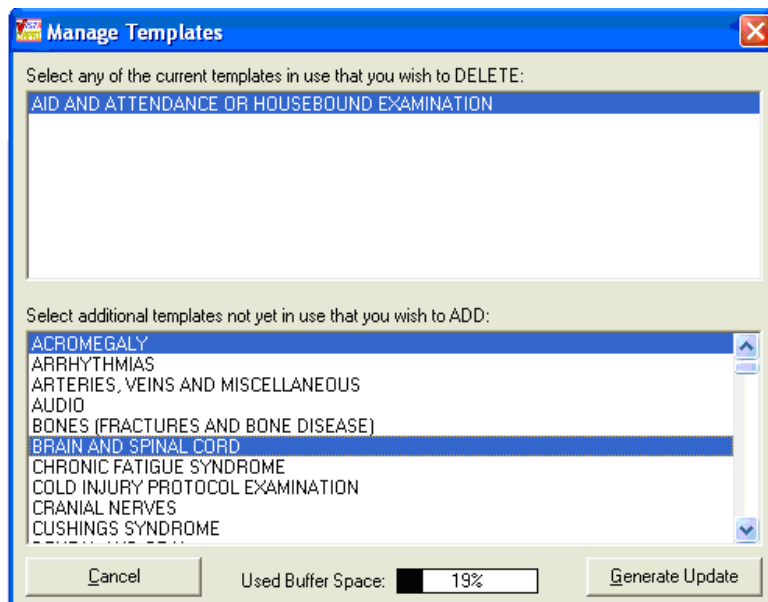 Manage Templates
Select any of the current templates in use that you wish to DELETE:
AID AND ATTENDANCE OR HOUSEBOUND EXAMINATION
Select additional templates not yet in use that you wish to ADD:
ACROMEGALY
ARRHYTHMIAS
ARTERIES, VEINS AND MISCELLANEOUS
AUDIO
BONES (FRACTURES AND BONE DISEASE)
BRAIN AND SPINAL CORD
CHRONIC FATIGUE SYNDROME
COLD INJURY PROTOCOL EXAMINATION
CRANIAL NERVES
CUSHINGS SYNDROME
Cancel
Used Buffer Space: 19%
Generate Update